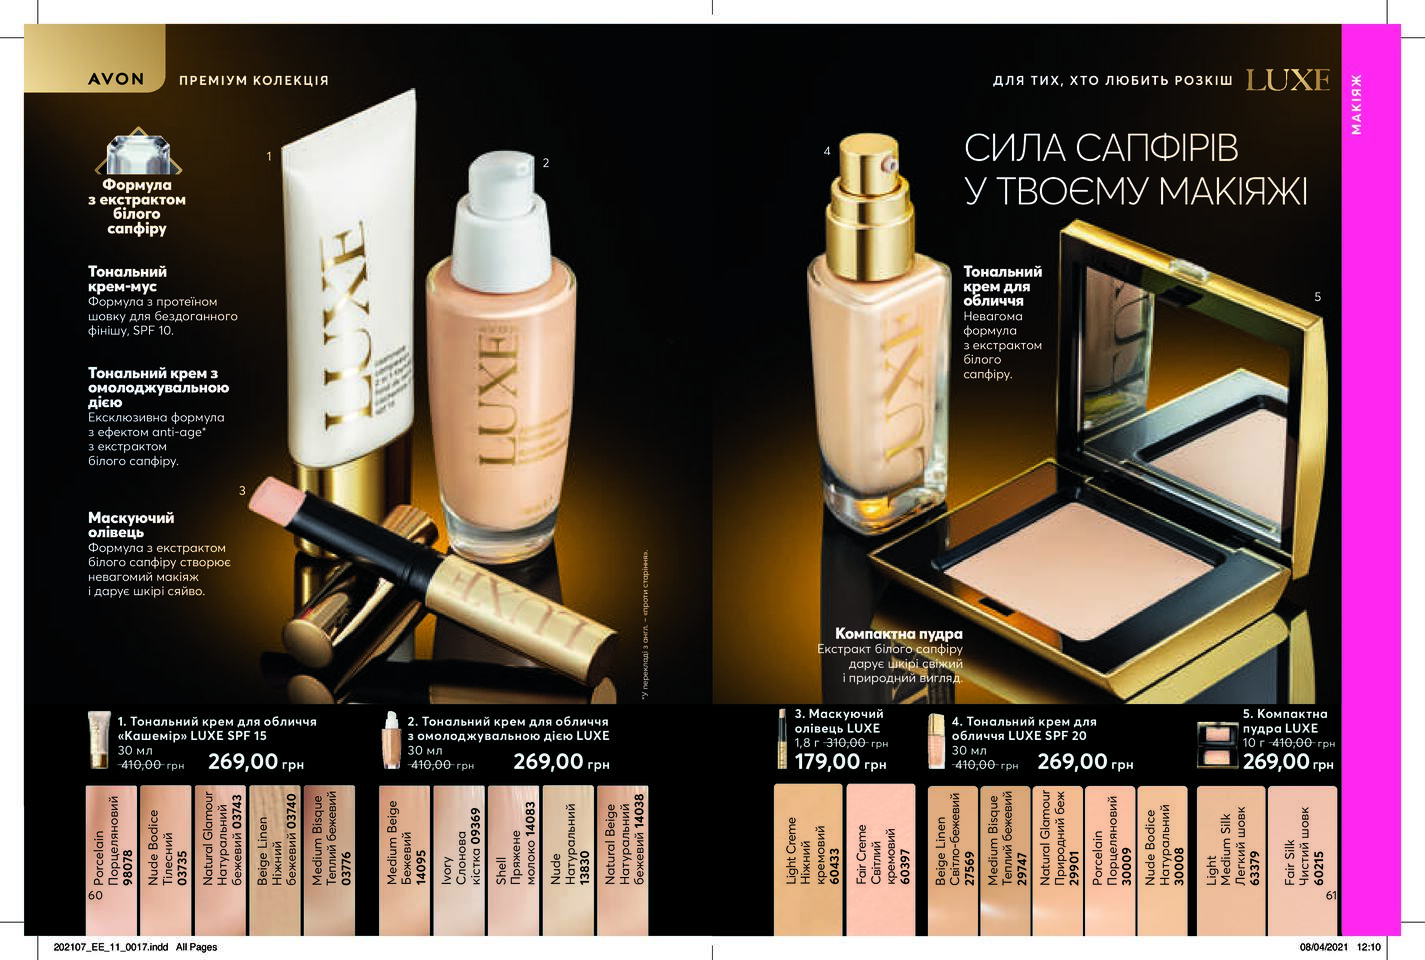 AVON
ПРЕМІУМ КОЛЕКЦІЯ
Формула
з екстрактом
білого
сапфіру
Тональний
крем-мус
Формула з протеїном
шовку для бездоганного
фінішу, SPF 10.
Тональний крем з
омолоджувальною
дією
Ексклюзивна формула
з ефектом anti-age*
з екстрактом
білого сапфіру.
Маскуючий
олівець
Формула з екстрактом
білого сапфіру створює
невагомий макіяж
і дарує шкірі сяйво.
1
LUXE
2
LUXE
3
LUXE
*У перекладі з англ. – «проти старіння».
ДЛЯ ТИХ, ХТО ЛЮБИТЬ РОЗКІШ LUXE
МАКІЯЖ
СИЛА САПФІРІВ
У ТВОЄМУ МАКІЯЖІ
4
LUXE
Тональний
крем для
обличчя
Невагома
формула
з екстрактом
білого
сапфіру.
5
Компактна пудра
Екстракт білого сапфіру
дарує шкірі свіжий
і природний вигляд.
1. Тональний крем для обличчя
«Кашемір» LUXE SPF 15
30 мл
410,00 грн 269,00 грн
Porcelain
Порцеляновий
98078
Nude Bodice
Тілесний
03735
Natural Glamour
Натуральний
бежевий 03743
Beige Linen
Ніжний
бежевий 03740
Medium Bisque
Теплий бежевий
03776
2. Тональний крем для обличчя
з омолоджувальною дією LUXE
30 мл
410,00 грн 269,00 грн
Medium Beige
Бежевий
14095
Ivory
Слонова
кістка 09369
Shell
Пряжене
молоко 14083
Nude
Натуральний
13830
Natural Beige
Натуральний
бежевий 14038
3. Маскуючий
олівець LUXE
1,8 г 310,00 грн
179,00 грн
Light Creme
Ніжний
кремовий
60433
Fair Creme
Світлий
кремовий
60397
4. Тональний крем для
обличчя LUXE SPF 20
30 мл
410,00 грн 269,00 грн
Beige Linen
Світло-бежевий
27569
Medium Bisque
Теплий бежевий
29747
Natural Glamour
Природний беж
29901
Porcelain
Порцеляновий
30009
Nude Bodice
Натуральний
30008
5. Компактна
пудра LUXE
10 г 410,00 грн
269,00 грн
Light
Medium Silk
Легкий шовк
63379
Fair Silk
Чистий шовк
60215
60
61
202107_EE_11_0017.indd All Pages
08/04/2021 12:10